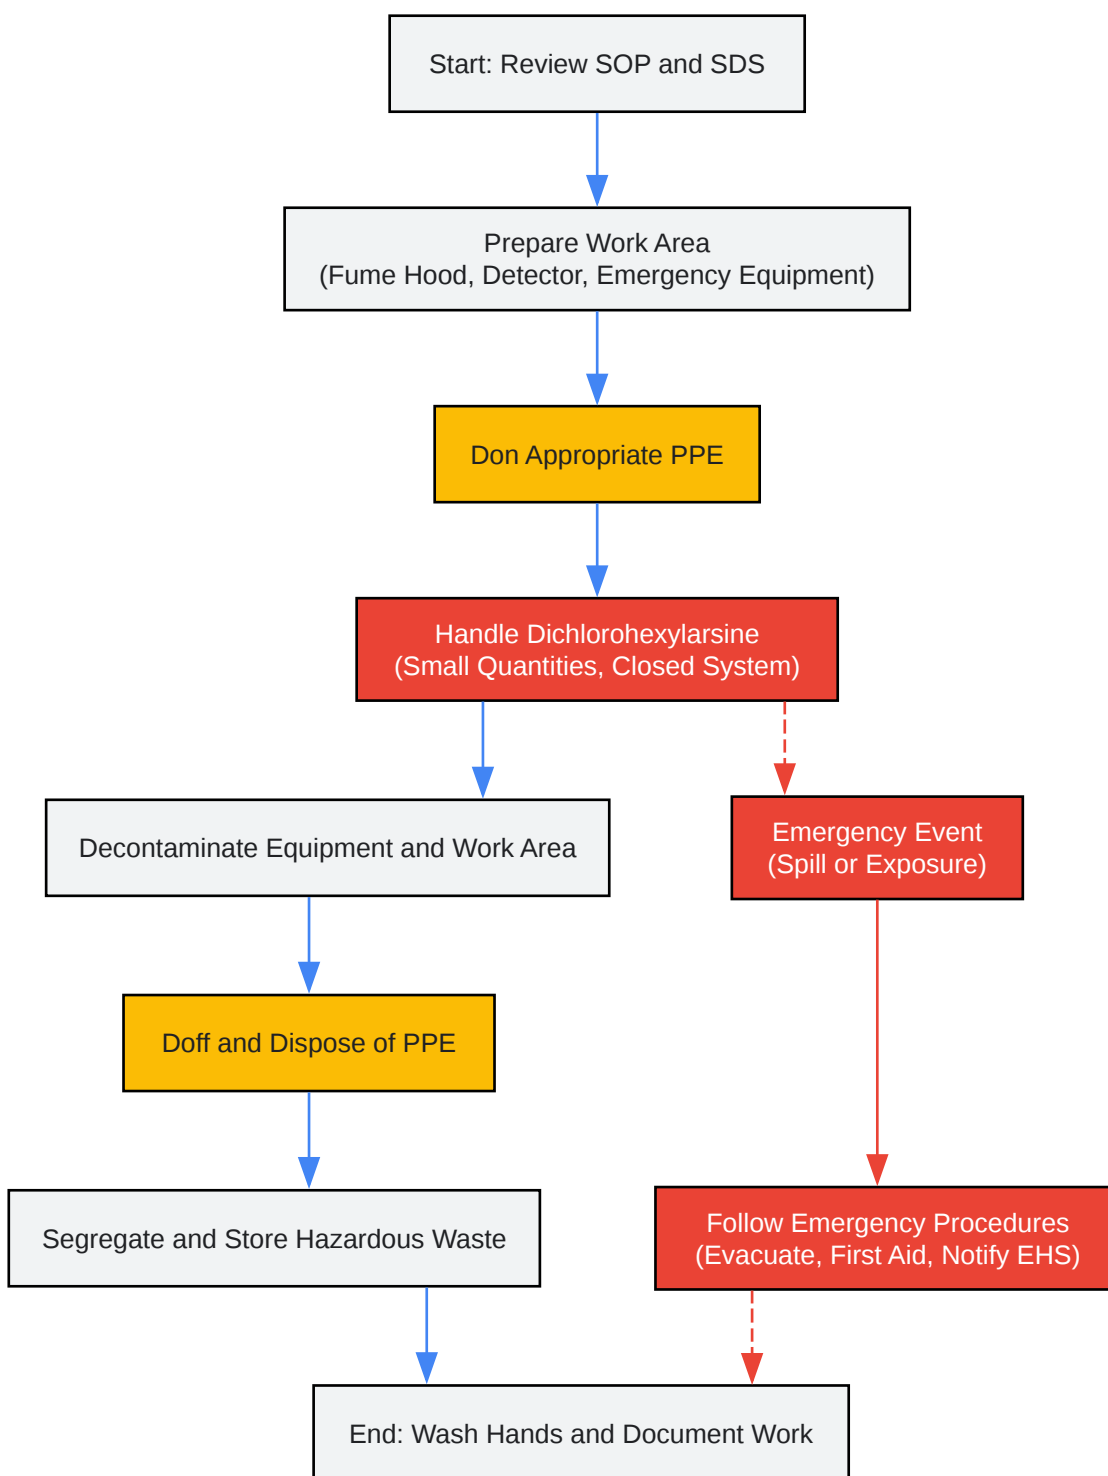 Start: Review SOP and SDS
Prepare Work Area
(Fume Hood, Detector, Emergency Equipment)
Don Appropriate PPE
Handle Dichlorohexylarsine
(Small Quantities, Closed System)
Decontaminate Equipment and Work Area
Emergency Event
(Spill or Exposure)
Doff and Dispose of PPE
Segregate and Store Hazardous Waste
Follow Emergency Procedures
(Evacuate, First Aid, Notify EHS)
End: Wash Hands and Document Work